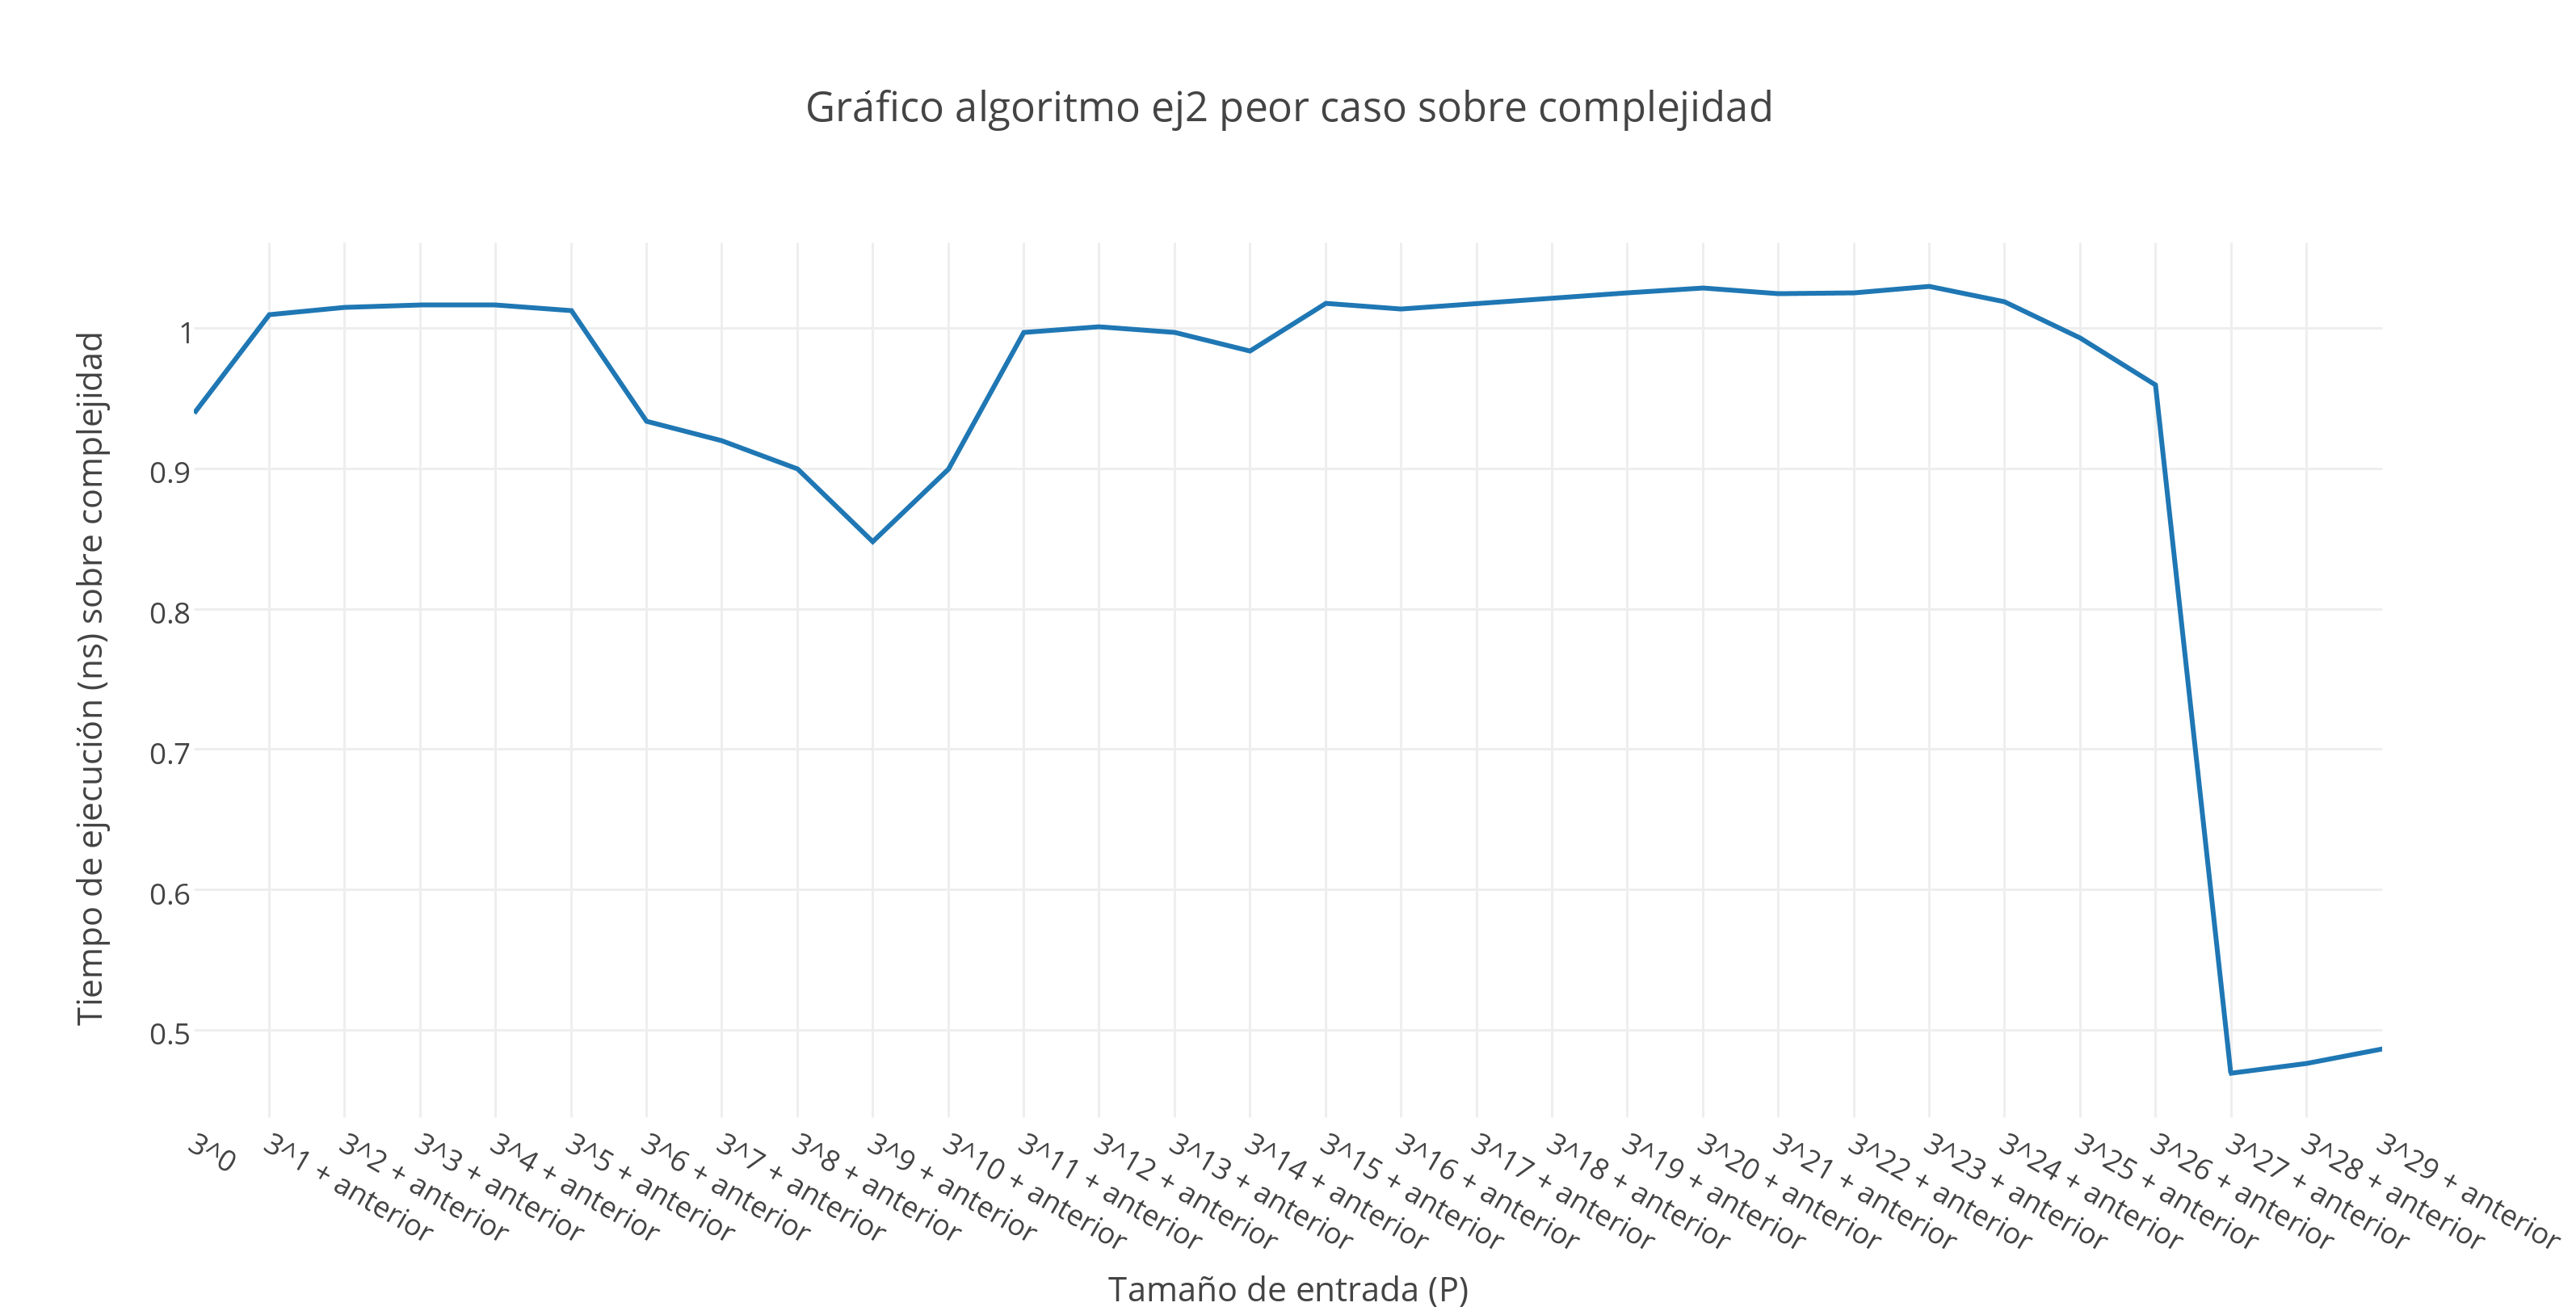 Gráfico algoritmo ej2 peor caso sobre complejidad
Tiempo de ejecución (ns) sobre complejidad
1
0.9
0.8
0.7
0.6
0.5
3^0
3^1 + anterior
3^2 + anterior
3^3 + anterior
3^4 + anterior
3^5 + anterior
3^6 + anterior
3^7 + anterior
3^8 + anterior
3^9 + anterior
3^10 + anterior
3^11 + anterior
3^12 + anterior
3^13 + anterior
3^14 + anterior
3^15 + anterior
3^16 + anterior
3^17 + anterior
3^18 + anterior
3^19 + anterior
3^20 + anterior
3^21 + anterior
3^22 + anterior
3^23 + anterior
3^24 + anterior
3^25 + anterior
3^26 + anterior
3^27 + anterior
3^28 + anterior
3^29 + anterior
Tamaño de entrada (P)